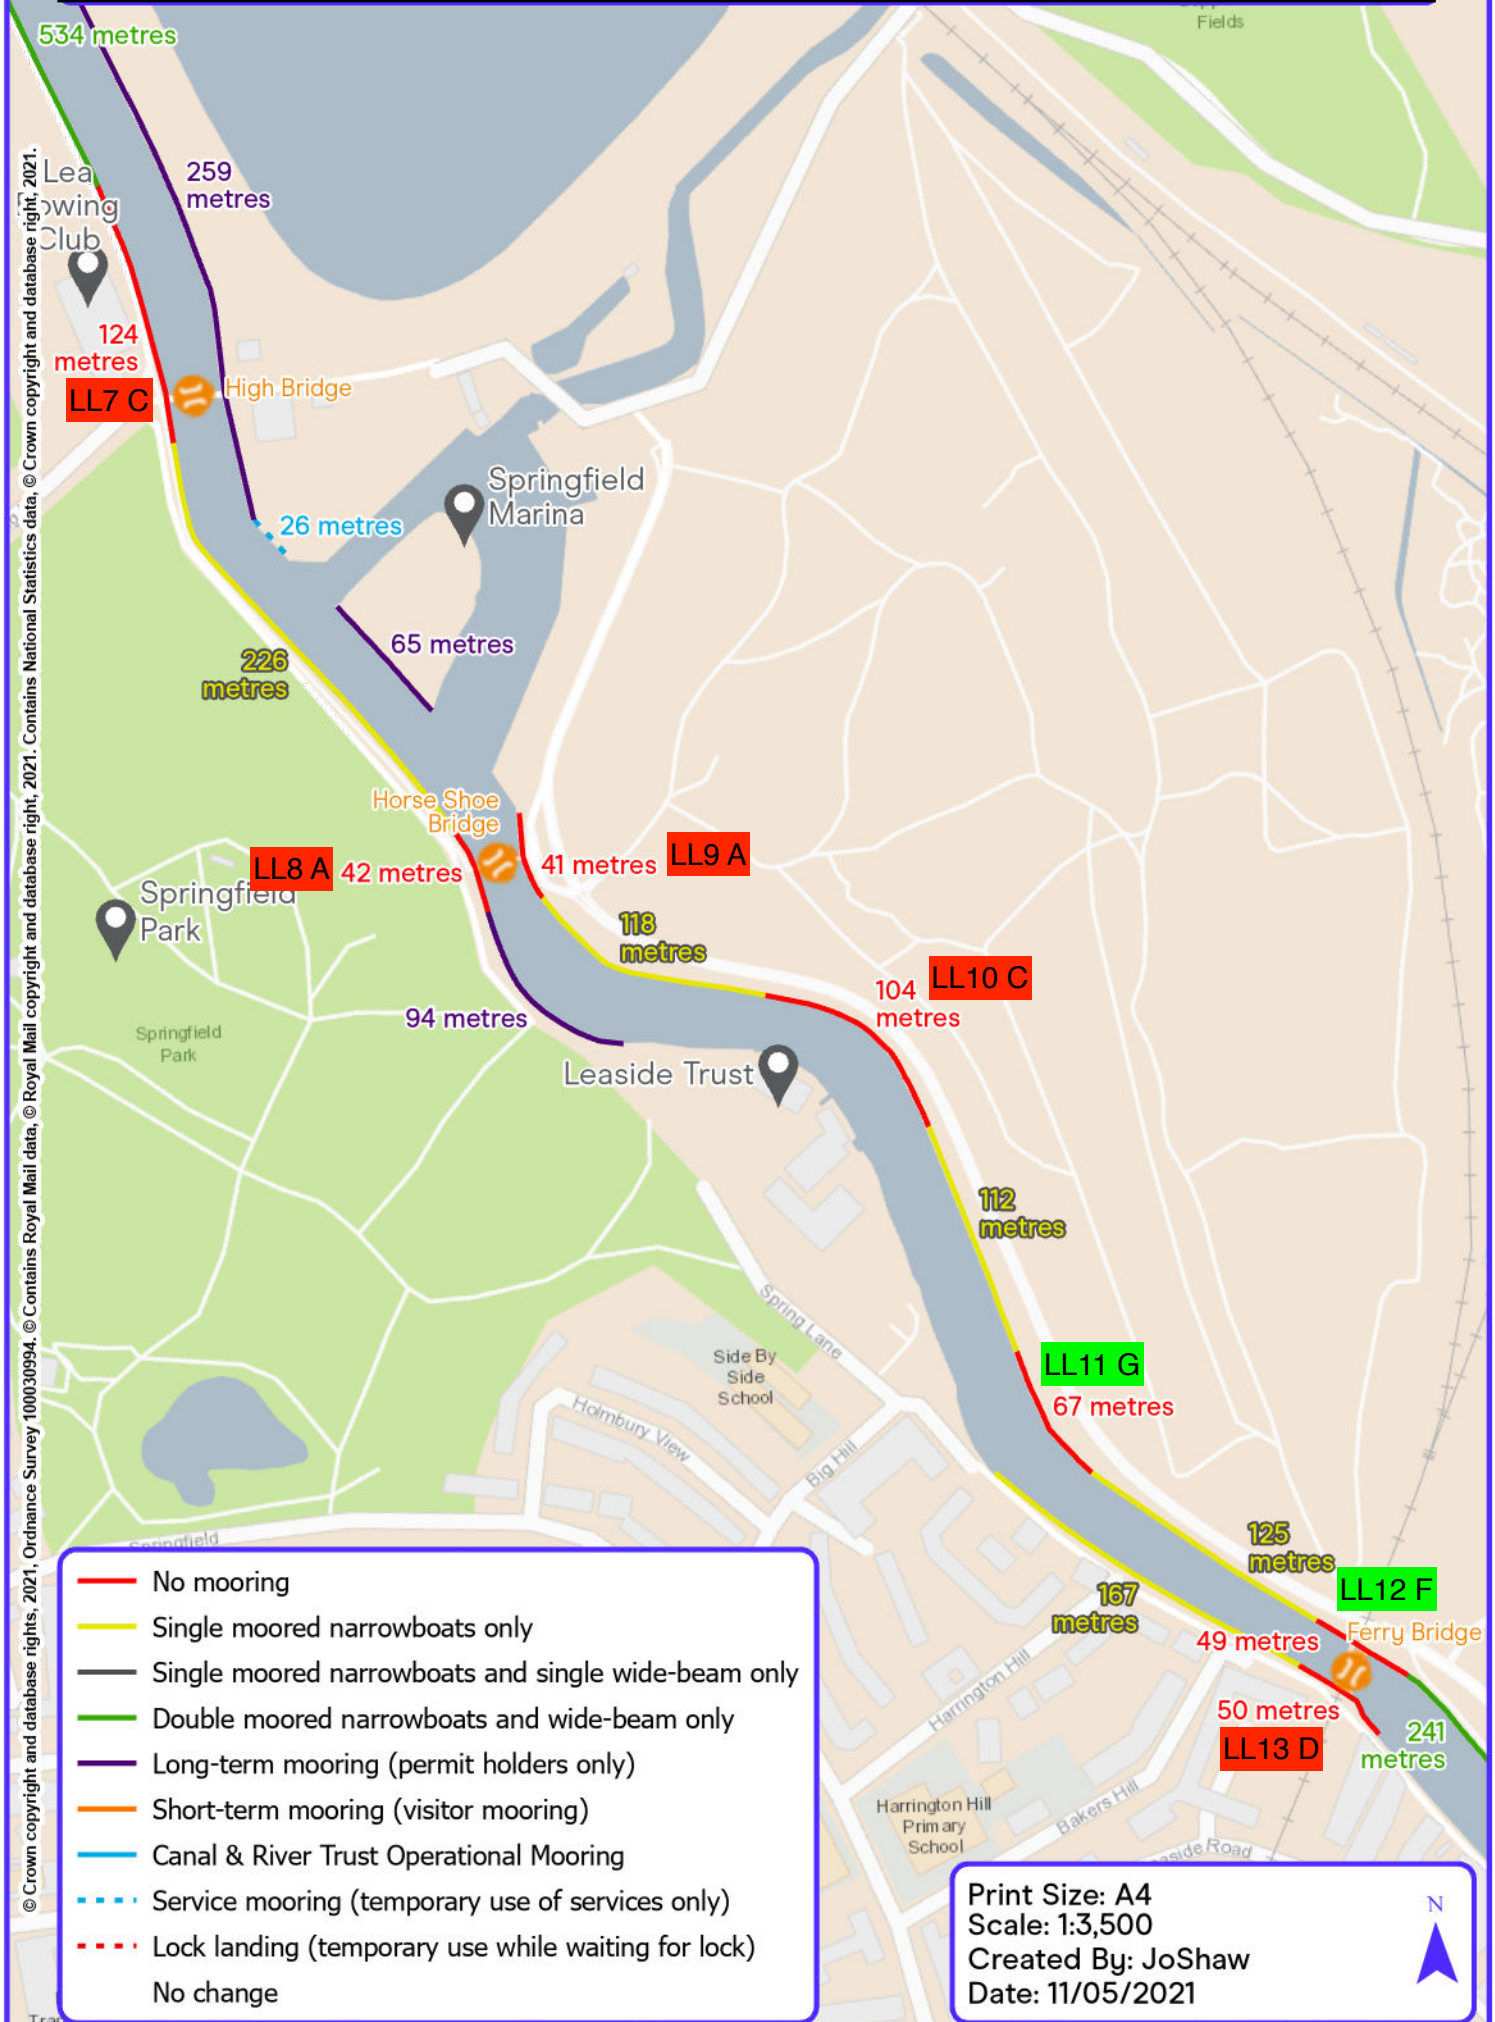 534 metres
Fields
259
metres
Lea
Club
124
metres
LL7 C
High Bridge
Springfield
Marina
26 metres
65 metres
226
metres
Horse Shoe
Bridge
LL8 A
42 metres
41 metres
LL9 A
Springfield
Park
118
metres
104
metres
LL10 C
94 metres
Springfield
Park
Leaside Trust
112
metres
Spring Lane
Side By
Side
School
LL11 G
67 metres
Holmbury View
Big Hill
125
metres
LL12 F
167
metres
49 metres
Ferry Bridge
Harrington Hill
50 metres
LL13 D
241
metres
Springfield
Harrington Hill
Primary
School
Bakers Hill
Road
No mooring
Single moored narrowboats only
Single moored narrowboats and single wide-beam only
Double moored narrowboats and wide-beam only
Long-term mooring (permit holders only)
Short-term mooring (visitor mooring)
Canal & River Trust Operational Mooring
Service mooring (temporary use of services only)
Lock landing (temporary use while waiting for lock)
No change
Print Size: A4
Scale: 1:3,500
Created By: JoShaw
Date: 11/05/2021
N
© Crown copyright and database rights, 2021, Ordnance Survey 100030994. © Contains Royal Mail data, © Royal Mail copyright and database right, 2021. Contains National Statistics data, © Crown copyright and database right, 2021.